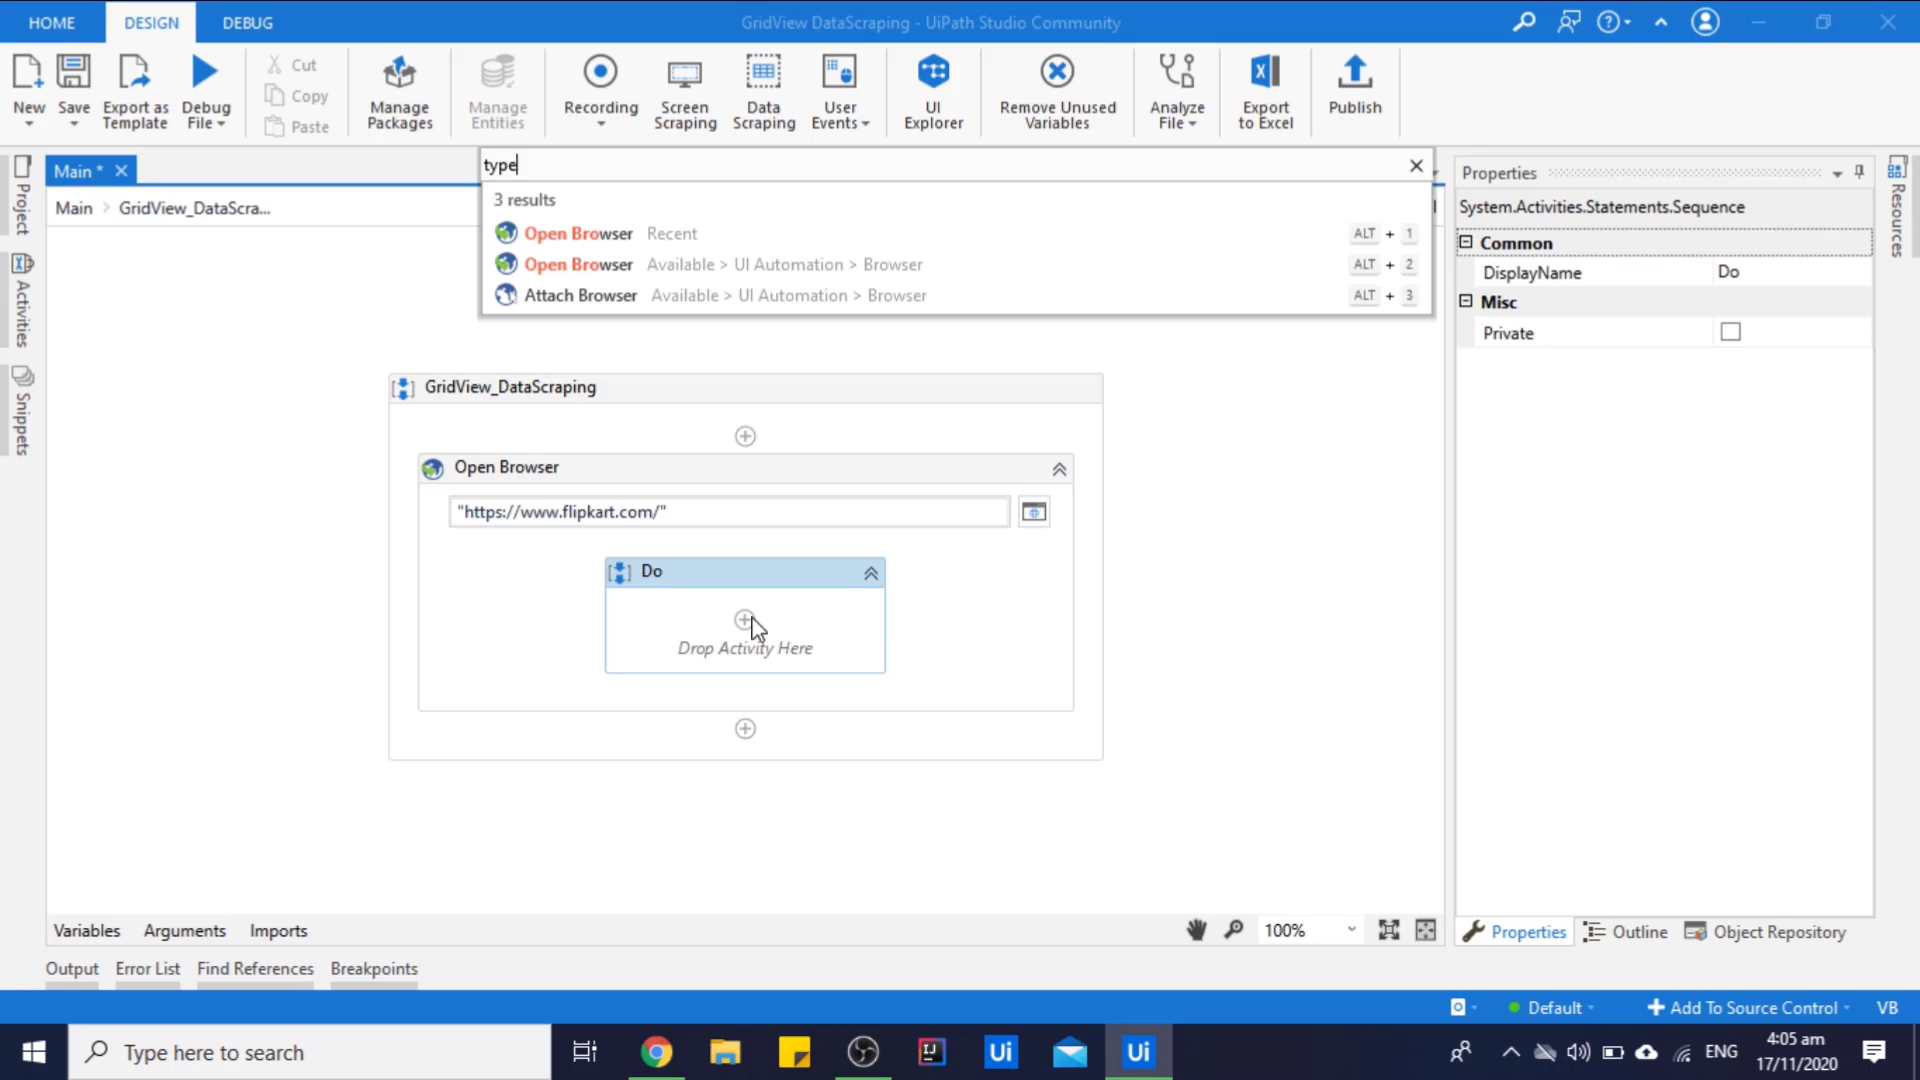 HOME DESIGN DEBUG GridView DataScraping - UiPath Studio Community
New Save Export as Template Debug File
Cut
Copy
Paste
Manage Packages Manage Entities Recording Screen Scraping Data Scraping User Events UI Explorer Remove Unused Variables Analyze File Export to Excel Publish
Main *
Main > GridView_DataScra...
Project
Activities
Snippets
type
3 results
Open Browser Recent ALT + 1
Open Browser Available > UI Automation > Browser ALT + 2
Attach Browser Available > UI Automation > Browser ALT + 3
GridView_DataScraping
Open Browser
"https://www.flipkart.com/"
Do
Drop Activity Here
Properties
System.Activities.Statements.Sequence
Common
DisplayName Do
Misc
Private
Resources
Variables Arguments Imports 100%
Properties Outline Object Repository
Output Error List Find References Breakpoints
Default Add To Source Control VB
Type here to search
IJ
Ui
Ui
ENG
4:05 am
17/11/2020